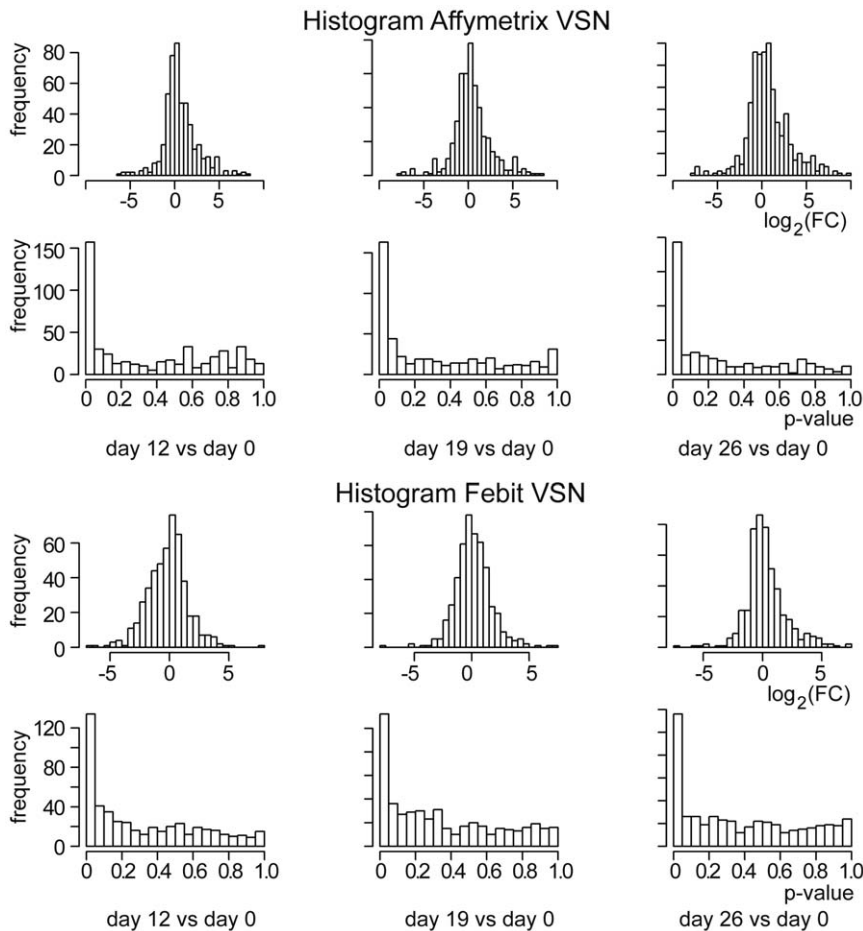 Histogram Affymetrix VSN
frequency
80
60
40
20
0
-5 0 5
-5 0 5
-5 0 5
log2(FC)
frequency
150
100
50
0
0 0.2 0.4 0.6 0.8 1.0
0 0.2 0.4 0.6 0.8 1.0
0 0.2 0.4 0.6 0.8 1.0
p-value
day 12 vs day 0
day 19 vs day 0
day 26 vs day 0
Histogram Febit VSN
frequency
60
40
20
0
-5 0 5
-5 0 5
-5 0 5
log2(FC)
frequency
120
80
40
0
0 0.2 0.4 0.6 0.8 1.0
0 0.2 0.4 0.6 0.8 1.0
0 0.2 0.4 0.6 0.8 1.0
p-value
day 12 vs day 0
day 19 vs day 0
day 26 vs day 0